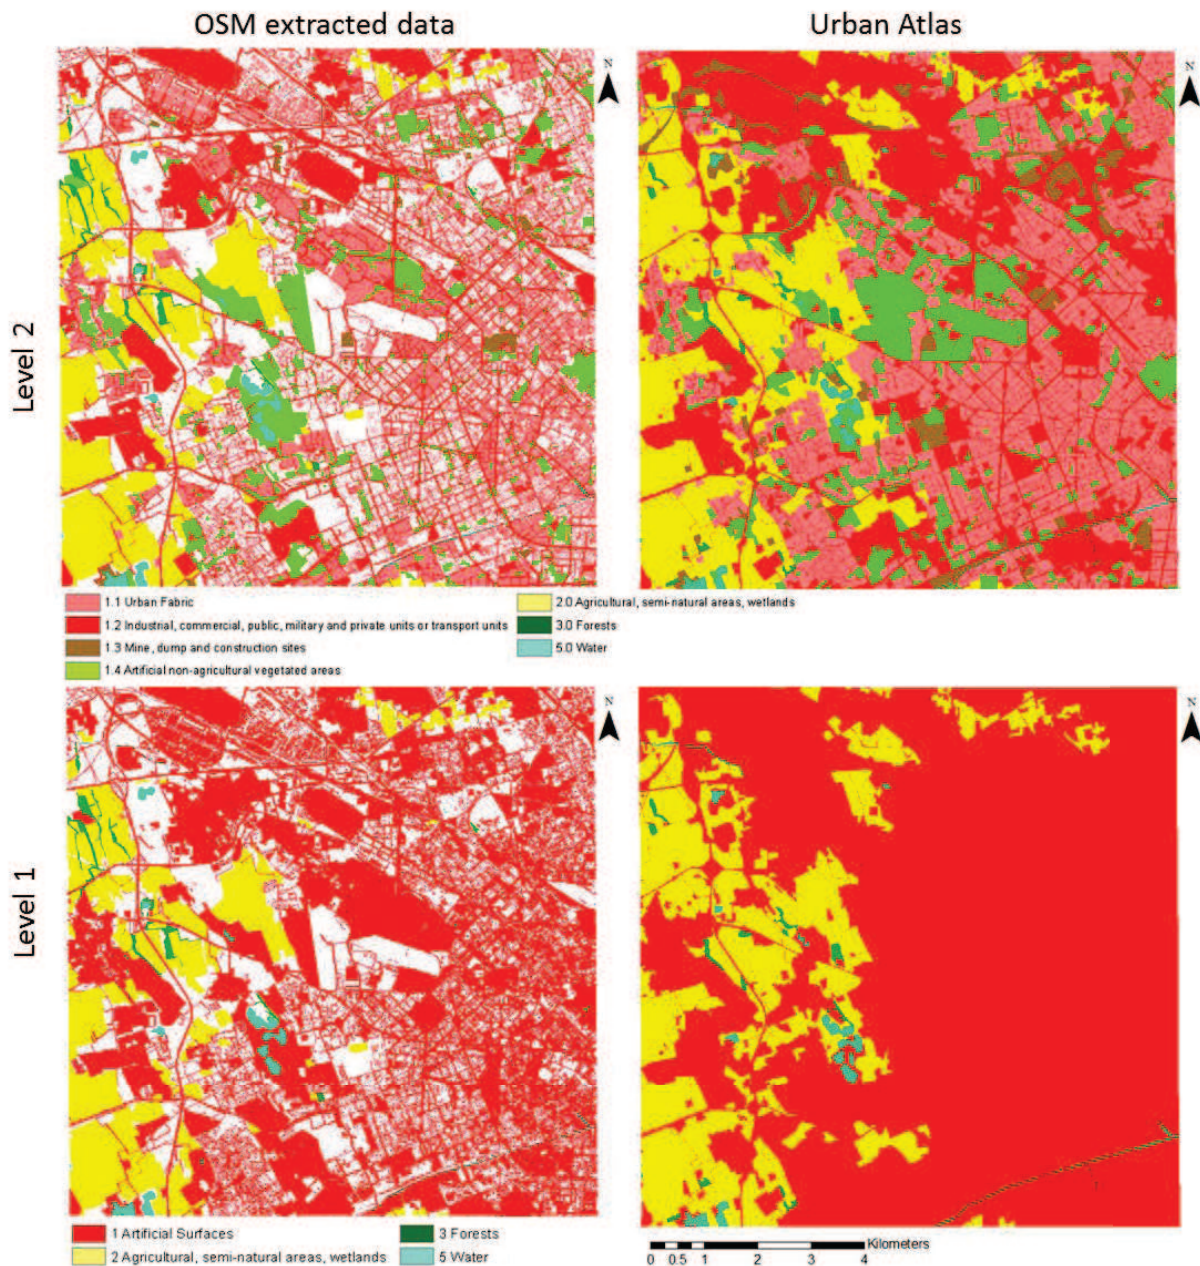 OSM extracted data
Urban Atlas
N
N
Level 2
1.1 Urban Fabric
2.0 Agricultural, semi-natural areas, wetlands
1.2 Industrial, commercial, public, military and private units or transport units
3.0 Forests
1.3 Mine, dump and construction sites
5.0 Water
1.4 Artificial non-agricultural vegetated areas
N
N
Level 1
1 Artificial Surfaces
3 Forests
2 Agricultural, semi-natural areas, wetlands
5 Water
Kilometers
0 0.5 1 2 3 4